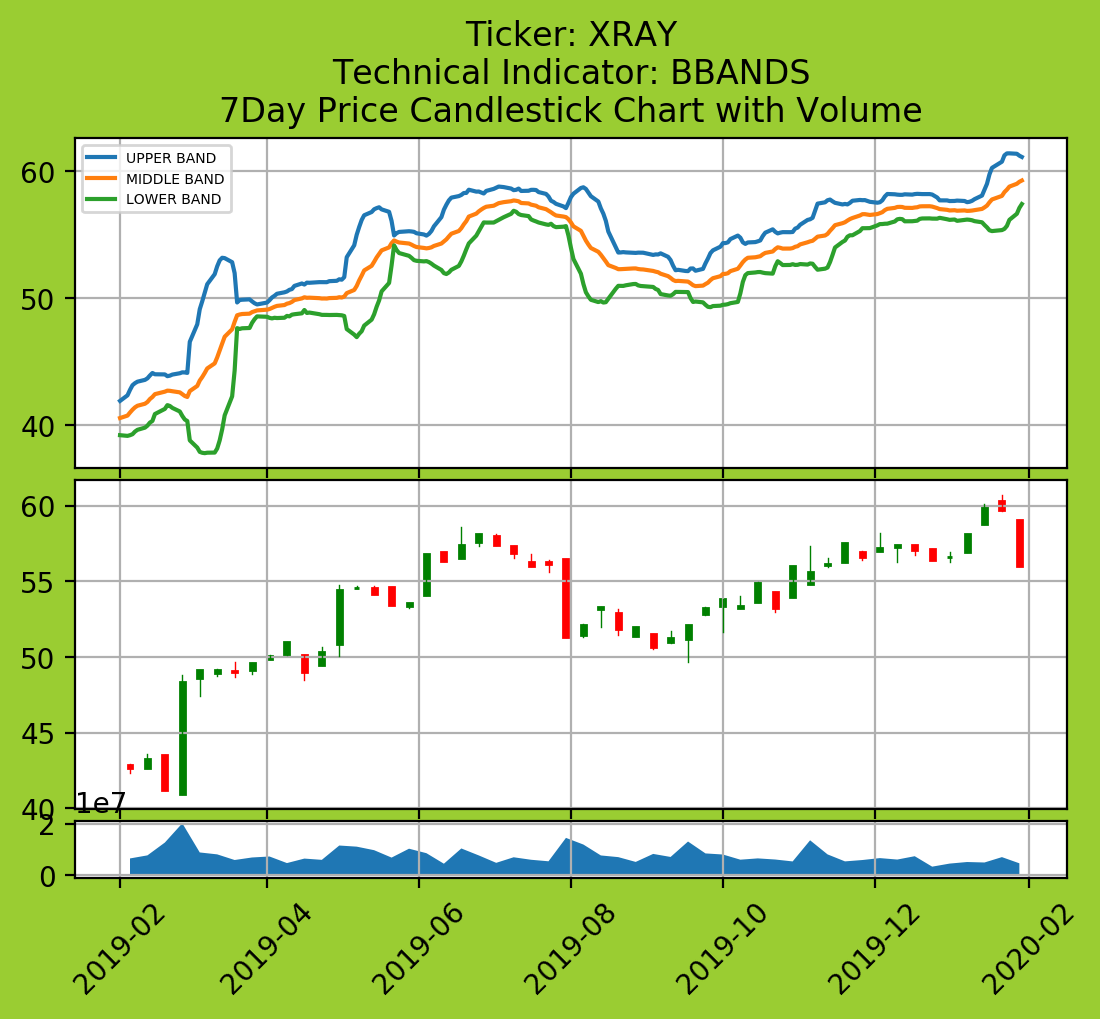 Ticker: XRAY
Technical Indicator: BBANDS
7Day Price Candlestick Chart with Volume
UPPER BAND
MIDDLE BAND
LOWER BAND
60
50
40
60
55
50
45
40
1e7
2
0
2019-02
2019-04
2019-06
2019-08
2019-10
2019-12
2020-02